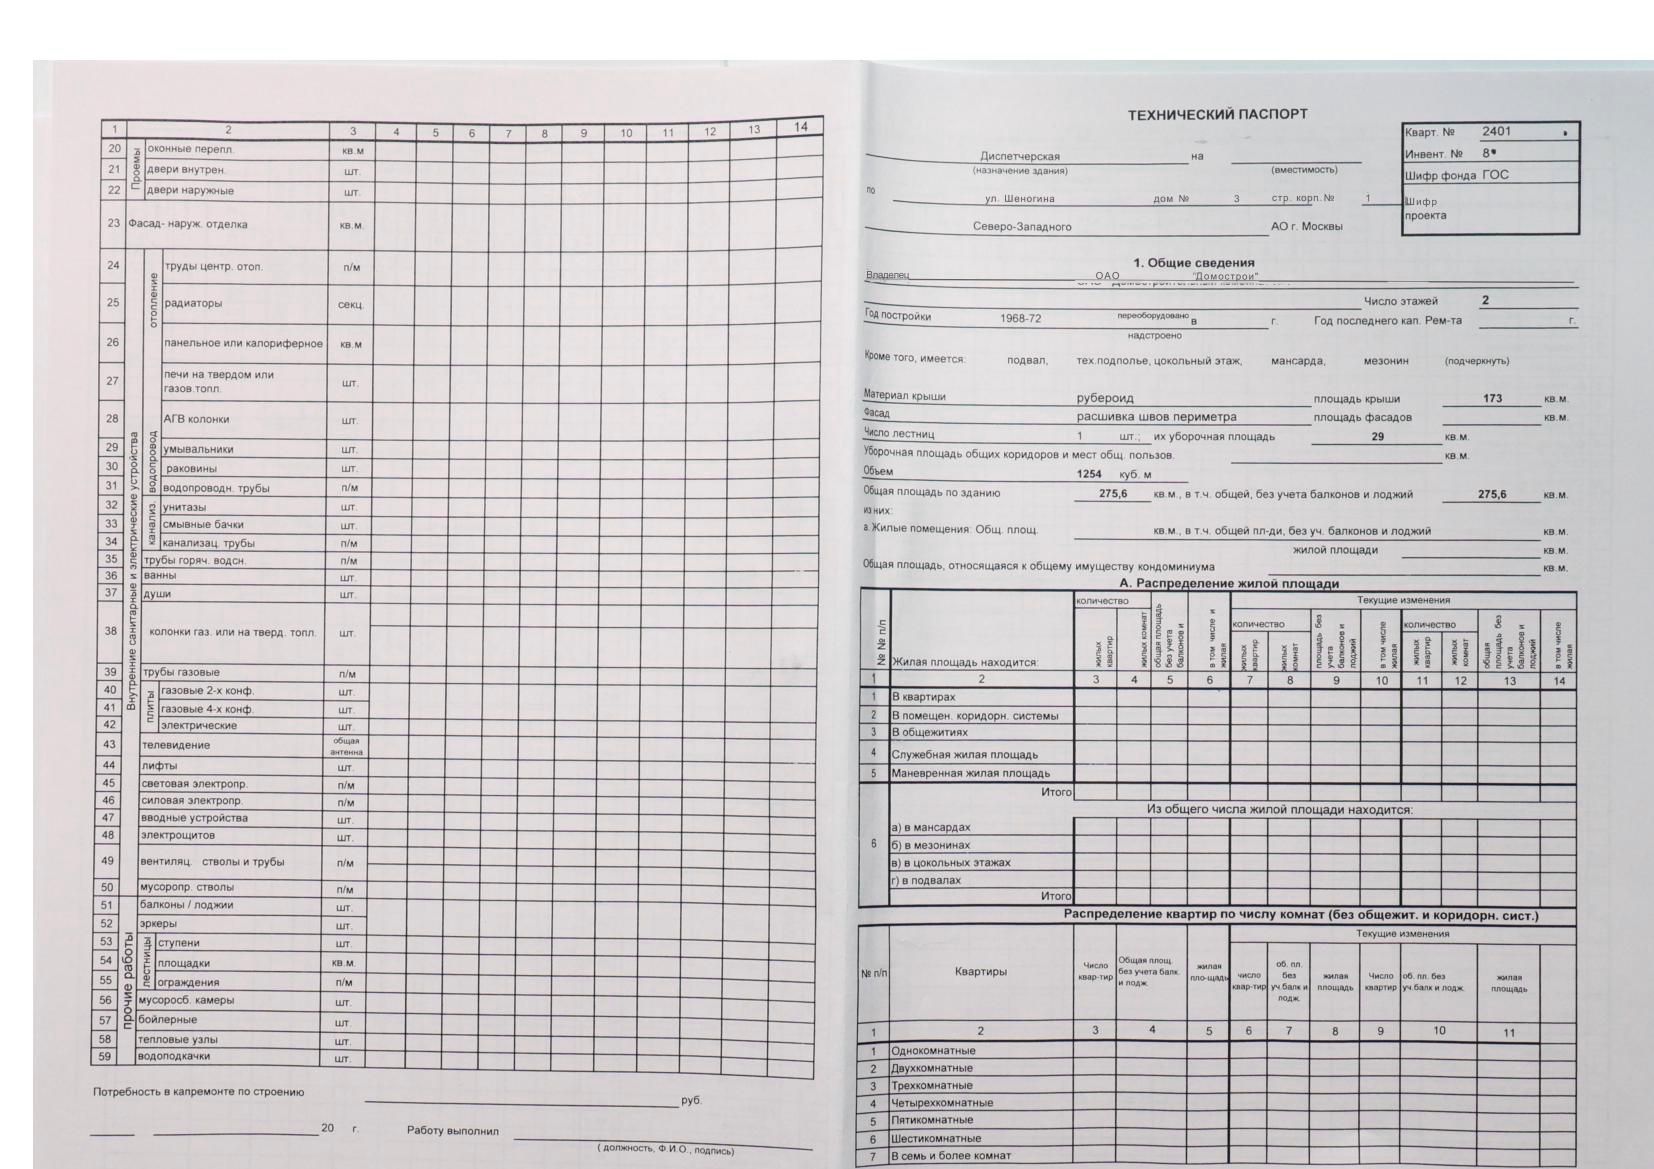 1 2 3 4 5 6 7 8 9 10 11 12 13 14
Проемы
20 оконные перепл. кв.м
21 двери внутрен. шт.
22 двери наружные шт.
23 Фасад- наруж. отделка кв.м.
Внутренние санитарные и электрические устройства
отопление
24 труды центр. отоп. п/м
25 радиаторы секц.
26 панельное или калориферное кв.м
27 печи на твердом или газов.топл. шт.
28 АГВ колонки шт.
водопровод
29 умывальники шт.
30 раковины шт.
31 водопроводн. трубы п/м
канализ.
32 унитазы шт.
33 смывные бачки шт.
34 канализац. трубы п/м
35 трубы горяч. водсн. п/м
36 ванны шт.
37 души шт.
38 колонки газ. или на тверд. топл. шт.
39 трубы газовые п/м
плиты
40 газовые 2-х конф. шт.
41 газовые 4-х конф. шт.
42 электрические шт.
43 телевидение общая антенна
44 лифты шт.
45 световая электропр. п/м
46 силовая электропр. п/м
47 вводные устройства шт.
48 электрощитов шт.
49 вентиляц. стволы и трубы п/м
50 мусоропр. стволы п/м
прочие работы
51 балконы / лоджии шт.
52 эркеры шт.
лестницы
53 ступени шт.
54 площадки кв.м.
55 ограждения п/м
56 мусоросб. камеры шт.
57 бойлерные шт.
58 тепловые узлы шт.
59 водоподкачки шт.
Потребность в капремонте по строению руб.
20 г. Работу выполнил
( должность, Ф.И.О., подпись)
ТЕХНИЧЕСКИЙ ПАСПОРТ
Кварт. № 2401
Инвент. № 8
Шифр фонда ГОС
Шифр
проекта
Диспетчерская на
(назначение здания) (вместимость)
по ул. Шеногина дом № 3 стр. корп.№ 1
Северо-Западного АО г. Москвы
1. Общие сведения
Владелец ОАО "Домострои"
Число этажей 2
Год постройки 1968-72 переоборудовано в г. Год последнего кап. Рем-та г.
надстроено
Кроме того, имеется: подвал, тех.подполье, цокольный этаж, мансарда, мезонин (подчеркнуть)
Материал крыши рубероид площадь крыши 173 кв.м.
Фасад расшивка швов периметра площадь фасадов кв.м.
Число лестниц 1 шт.; их уборочная площадь 29 кв.м.
Уборочная площадь общих коридоров и мест общ. пользов. кв.м.
Объем 1254 куб. м
Общая площадь по зданию 275,6 кв.м., в т.ч. общей, без учета балконов и лоджий 275,6 кв.м.
из них:
а. Жилые помещения: Общ. площ. кв.м., в т.ч. общей пл-ди, без уч. балконов и лоджий кв.м.
жилой площади кв.м.
Общая площадь, относящаяся к общему имуществу кондоминиума кв.м.
А. Распределение жилой площади
количество Текущие изменения
количество количество
№ № п/п Жилая площадь находится: жилых квартир жилых комнат общая площадь без учета балконов и в том числе и жилая жилых квартир жилых комнат площадь без учета балконов и лоджий в том числе жилая жилых квартир жилых комнат общая площадь без учета балконов и лоджий в том числе жилая
1 2 3 4 5 6 7 8 9 10 11 12 13 14
1 В квартирах
2 В помещен. коридорн. системы
3 В общежитиях
4 Служебная жилая площадь
5 Маневренная жилая площадь
Итого
Из общего числа жилой площади находится:
6
а) в мансардах
б) в мезонинах
в) в цокольных этажах
г) в подвалах
Итого
Распределение квартир по числу комнат (без общежит. и коридорн. сист.)
Текущие изменения
№ п/п Квартиры Число квар-тир Общая площ. без учета балк. и лодж. жилая пло-щадь число квар-тир об. пл. без уч.балк и лодж. жилая площадь Число квартир об. пл. без уч.балк и лодж. жилая площадь
1 2 3 4 5 6 7 8 9 10 11
1 Однокомнатные
2 Двухкомнатные
3 Трехкомнатные
4 Четырехкомнатные
5 Пятикомнатные
6 Шестикомнатные
7 В семь и более комнат